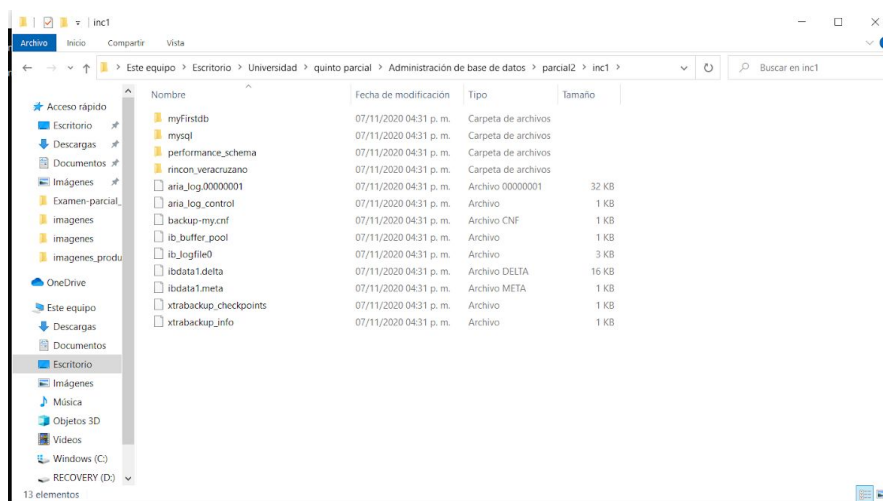 inc1
Archivo Inicio Compartir Vista
Este equipo > Escritorio > Universidad > quinto parcial > Administración de base de datos > parcial2 > inc1 >
Buscar en inc1
Acceso rápido
Escritorio
Descargas
Documentos
Imágenes
Examen-parcial_
imagenes
imagenes
imagenes_produ
OneDrive
Este equipo
Descargas
Documentos
Escritorio
Imágenes
Música
Objetos 3D
Videos
Windows (C:)
RECOVERY (D:)
Nombre Fecha de modificación Tipo Tamaño
myFirstdb 07/11/2020 04:31 p. m. Carpeta de archivos
mysql 07/11/2020 04:31 p. m. Carpeta de archivos
performance_schema 07/11/2020 04:31 p. m. Carpeta de archivos
rincon_veracruzano 07/11/2020 04:31 p. m. Carpeta de archivos
aria_log.00000001 07/11/2020 04:31 p. m. Archivo 00000001 32 KB
aria_log_control 07/11/2020 04:31 p. m. Archivo 1 KB
backup-my.cnf 07/11/2020 04:31 p. m. Archivo CNF 1 KB
ib_buffer_pool 07/11/2020 04:31 p. m. Archivo 1 KB
ib_logfile0 07/11/2020 04:31 p. m. Archivo 3 KB
ibdata1.delta 07/11/2020 04:31 p. m. Archivo DELTA 16 KB
ibdata1.meta 07/11/2020 04:31 p. m. Archivo META 1 KB
xtrabackup_checkpoints 07/11/2020 04:31 p. m. Archivo 1 KB
xtrabackup_info 07/11/2020 04:31 p. m. Archivo 1 KB
13 elementos